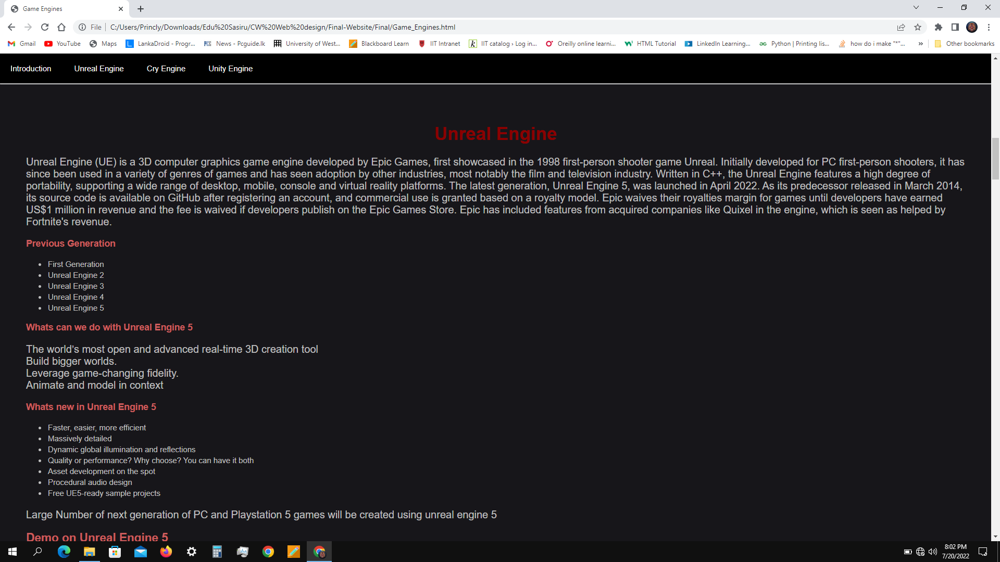 Game Engines
File C:/Users/Princly/Downloads/Edu%20Sasiru/CW%20Web%20design/Final-Website/Final/Game_Engines.html
Gmail YouTube Maps LankaDroid - Progr... News - Pcguide.lk University of West... Blackboard Learn IIT Intranet IIT catalog › Log in... Oreilly online learni... HTML Tutorial LinkedIn Learning... Python | Printing lis... how do i make "*"... » Other bookmarks
Introduction Unreal Engine Cry Engine Unity Engine
Unreal Engine
Unreal Engine (UE) is a 3D computer graphics game engine developed by Epic Games, first showcased in the 1998 first-person shooter game Unreal. Initially developed for PC first-person shooters, it has
since been used in a variety of genres of games and has seen adoption by other industries, most notably the film and television industry. Written in C++, the Unreal Engine features a high degree of
portability, supporting a wide range of desktop, mobile, console and virtual reality platforms. The latest generation, Unreal Engine 5, was launched in April 2022. As its predecessor released in March 2014,
its source code is available on GitHub after registering an account, and commercial use is granted based on a royalty model. Epic waives their royalties margin for games until developers have earned
US$1 million in revenue and the fee is waived if developers publish on the Epic Games Store. Epic has included features from acquired companies like Quixel in the engine, which is seen as helped by
Fortnite's revenue.
Previous Generation
• First Generation
• Unreal Engine 2
• Unreal Engine 3
• Unreal Engine 4
• Unreal Engine 5
Whats can we do with Unreal Engine 5
The world's most open and advanced real-time 3D creation tool
Build bigger worlds.
Leverage game-changing fidelity.
Animate and model in context
Whats new in Unreal Engine 5
• Faster, easier, more efficient
• Massively detailed
• Dynamic global illumination and reflections
• Quality or performance? Why choose? You can have it both
• Asset development on the spot
• Procedural audio design
• Free UE5-ready sample projects
Large Number of next generation of PC and Playstation 5 games will be created using unreal engine 5
Demo on Unreal Engine 5
8:02 PM
7/20/2022